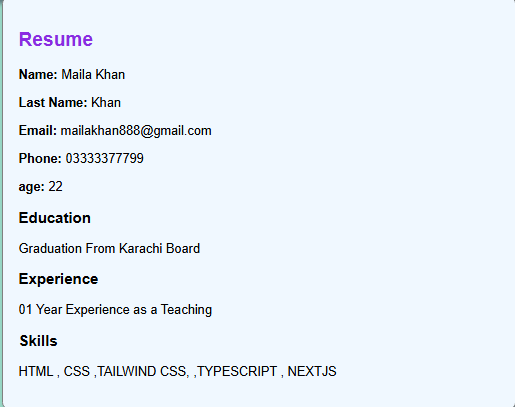 Resume
Name: Maila Khan
Last Name: Khan
Email: mailakhan888@gmail.com
Phone: 03333377799
age: 22
Education
Graduation From Karachi Board
Experience
01 Year Experience as a Teaching
Skills
HTML , CSS ,TAILWIND CSS, ,TYPESCRIPT , NEXTJS